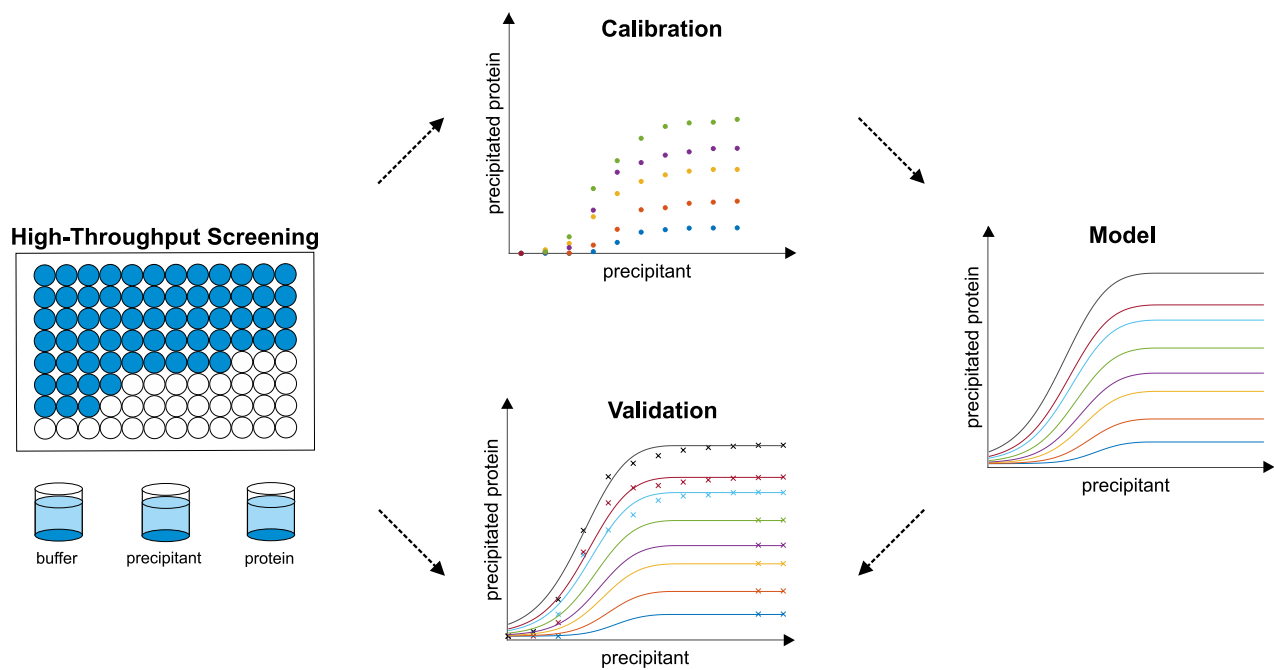 High-Throughput Screening
buffer
precipitant
protein
Calibration
precipitated protein
precipitant
Validation
precipitated protein
precipitant
Model
precipitated protein
precipitant